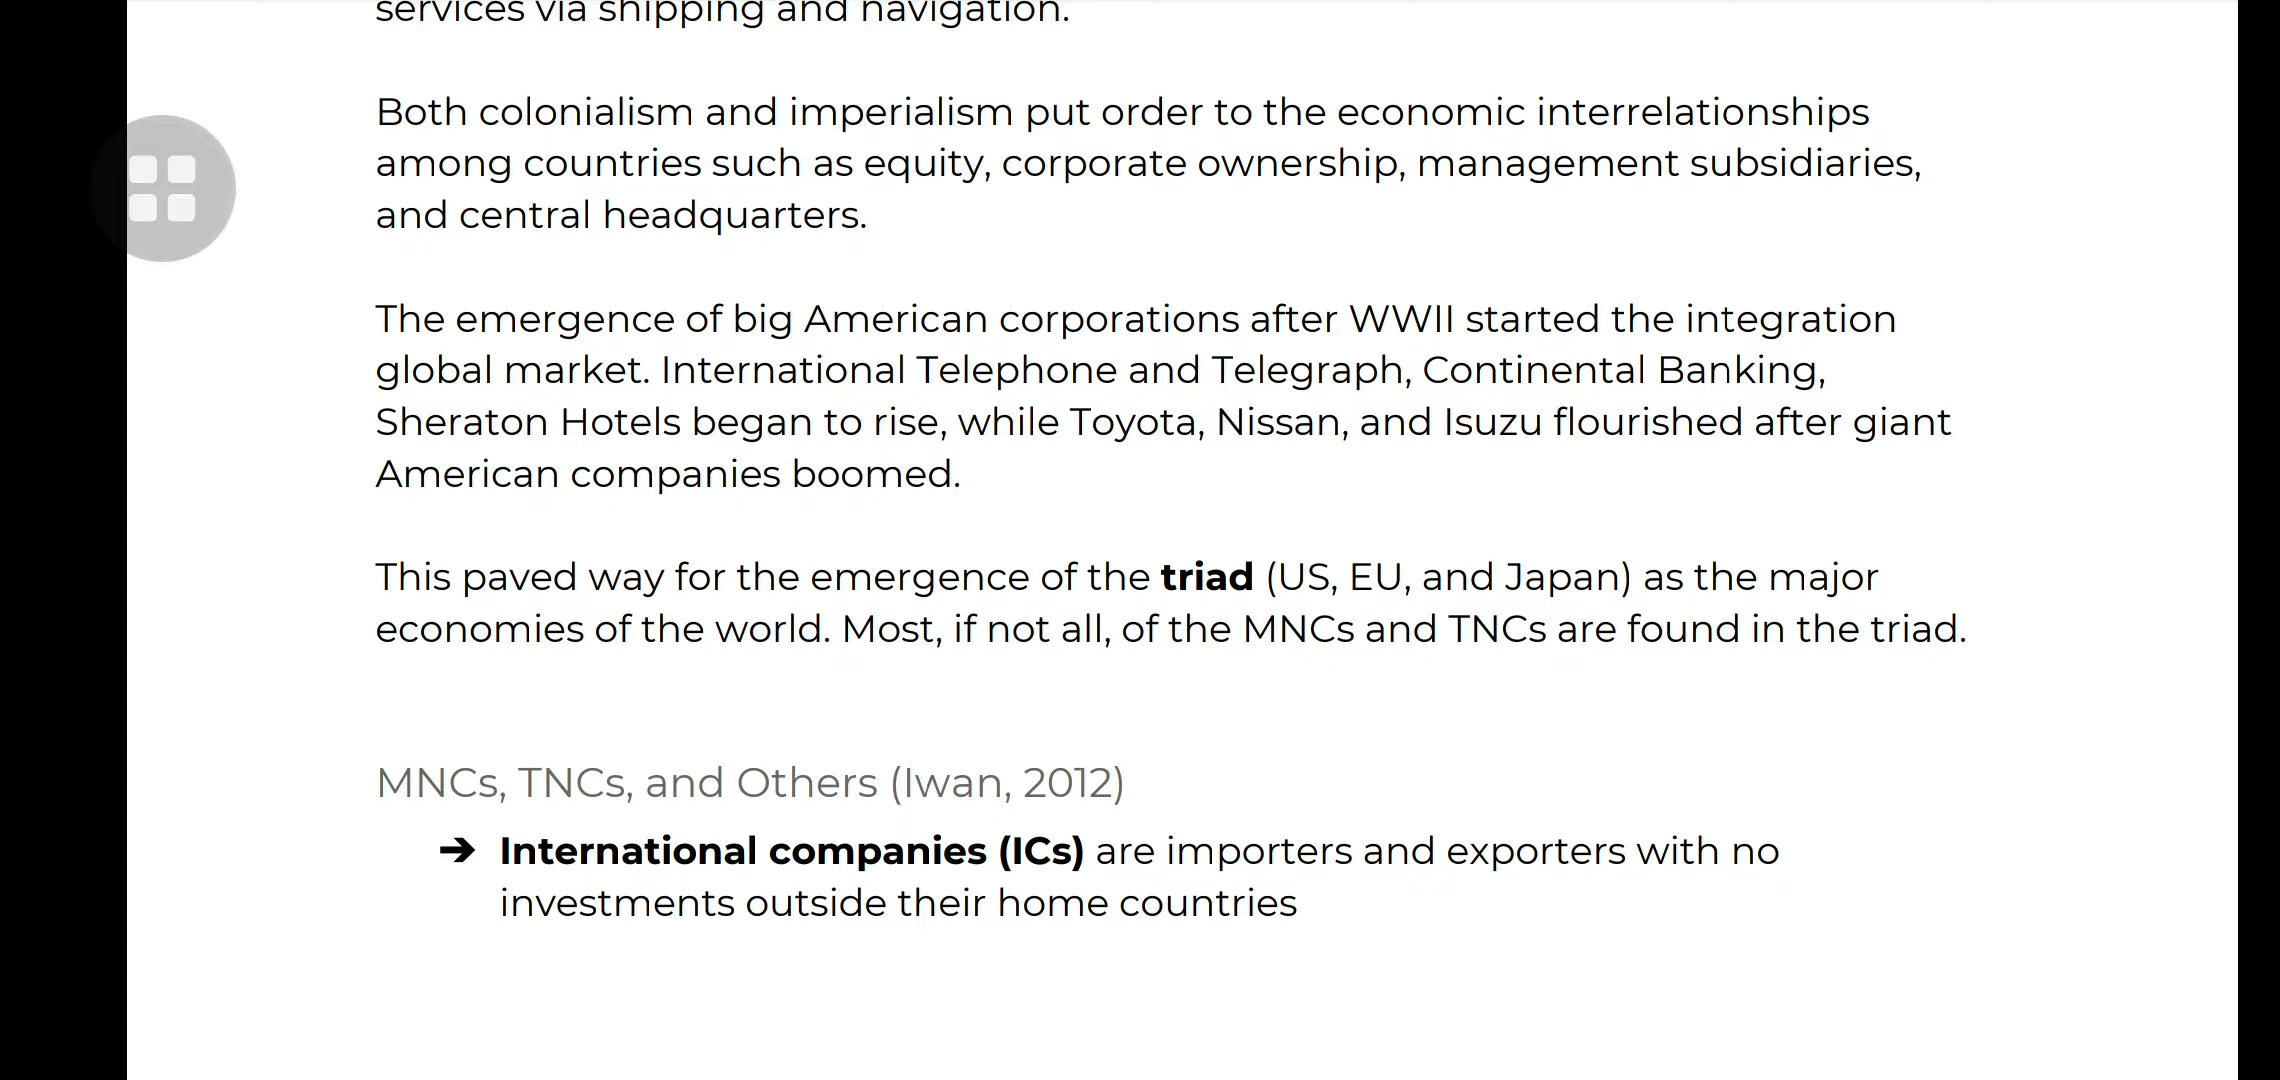 services via shipping and navigation.
Both colonialism and imperialism put order to the economic interrelationships
among countries such as equity, corporate ownership, management subsidiaries,
and central headquarters.
The emergence of big American corporations after WWII started the integration
global market. International Telephone and Telegraph, Continental Banking,
Sheraton Hotels began to rise, while Toyota, Nissan, and Isuzu flourished after giant
American companies boomed.
This paved way for the emergence of the triad (US, EU, and Japan) as the major
economies of the world. Most, if not all, of the MNCs and TNCs are found in the triad.
MNCs, TNCs, and Others (Iwan, 2012)
➔ International companies (ICs) are importers and exporters with no
investments outside their home countries